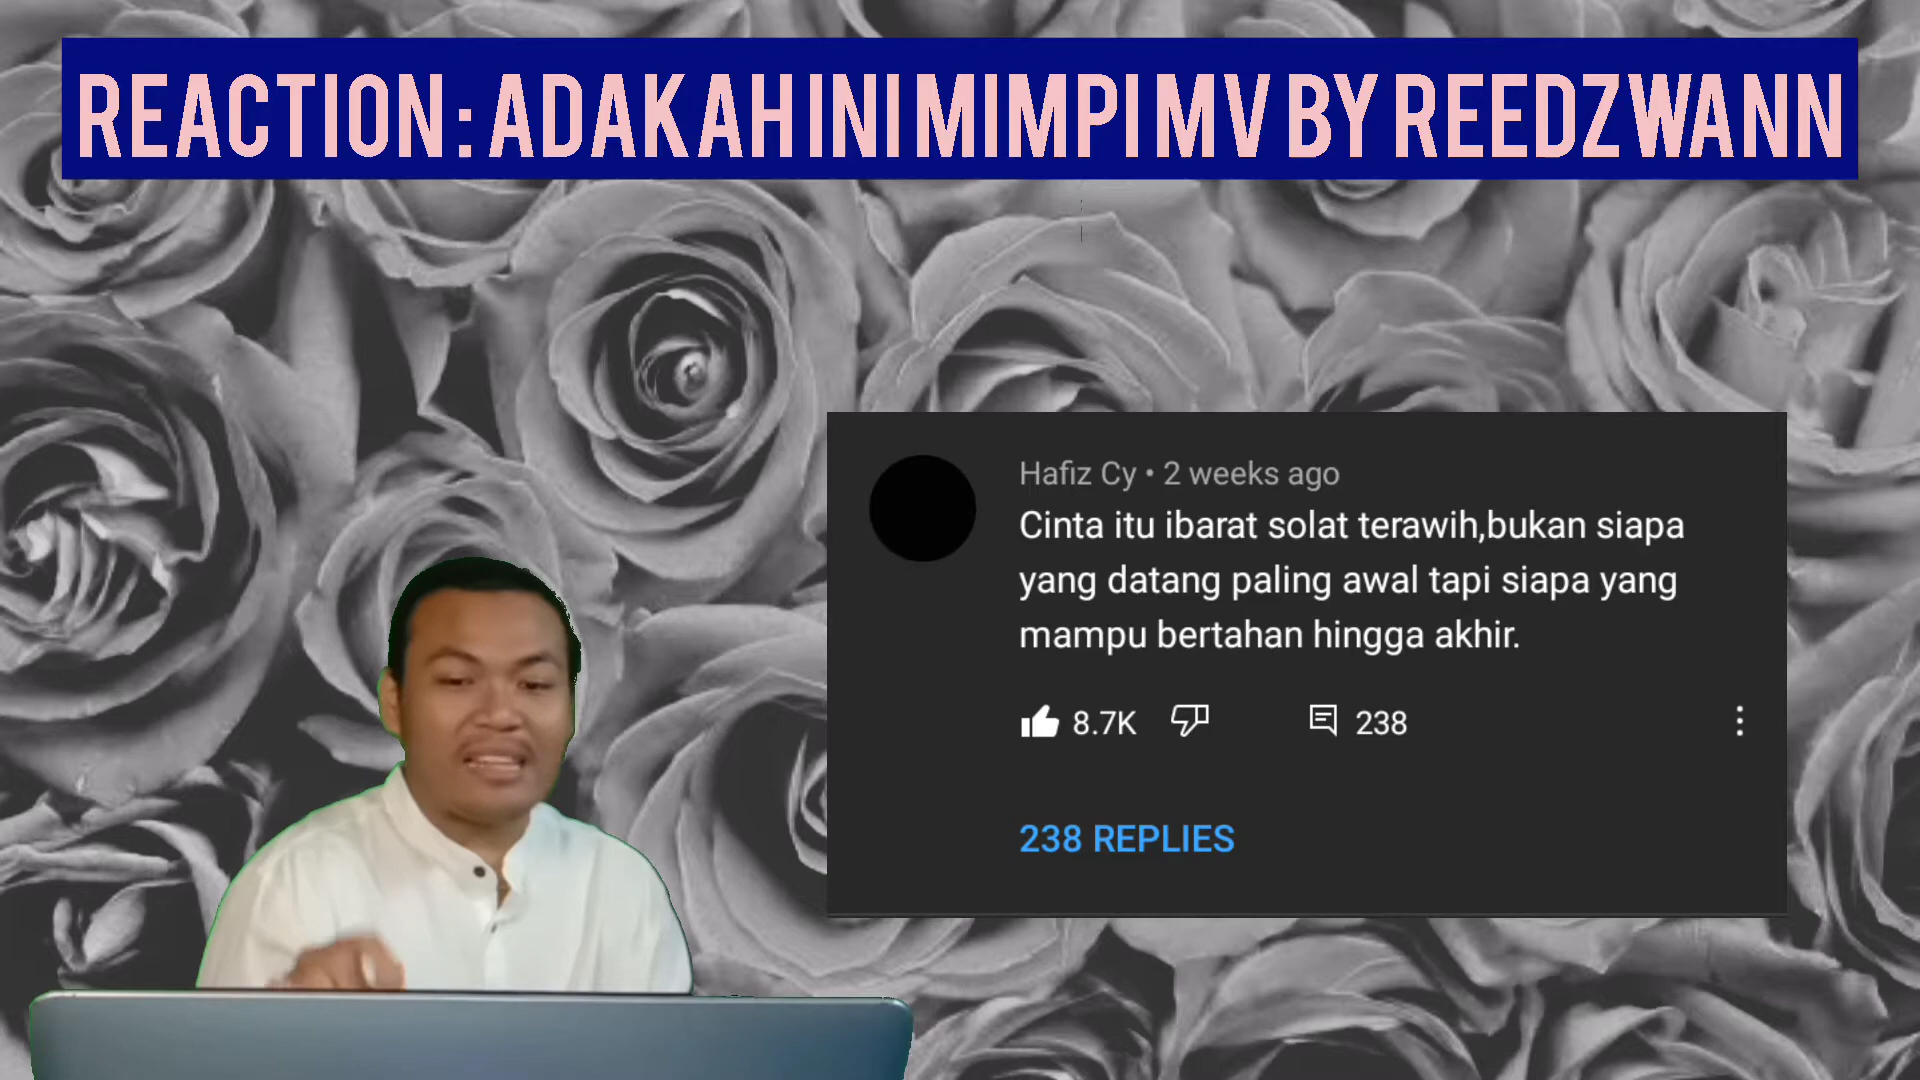 REACTION : ADAKAH INI MIMPI MV BY REEDZWANN
Hafiz Cy • 2 weeks ago
Cinta itu ibarat solat terawih,bukan siapa
yang datang paling awal tapi siapa yang
mampu bertahan hingga akhir.
8.7K 238
238 REPLIES